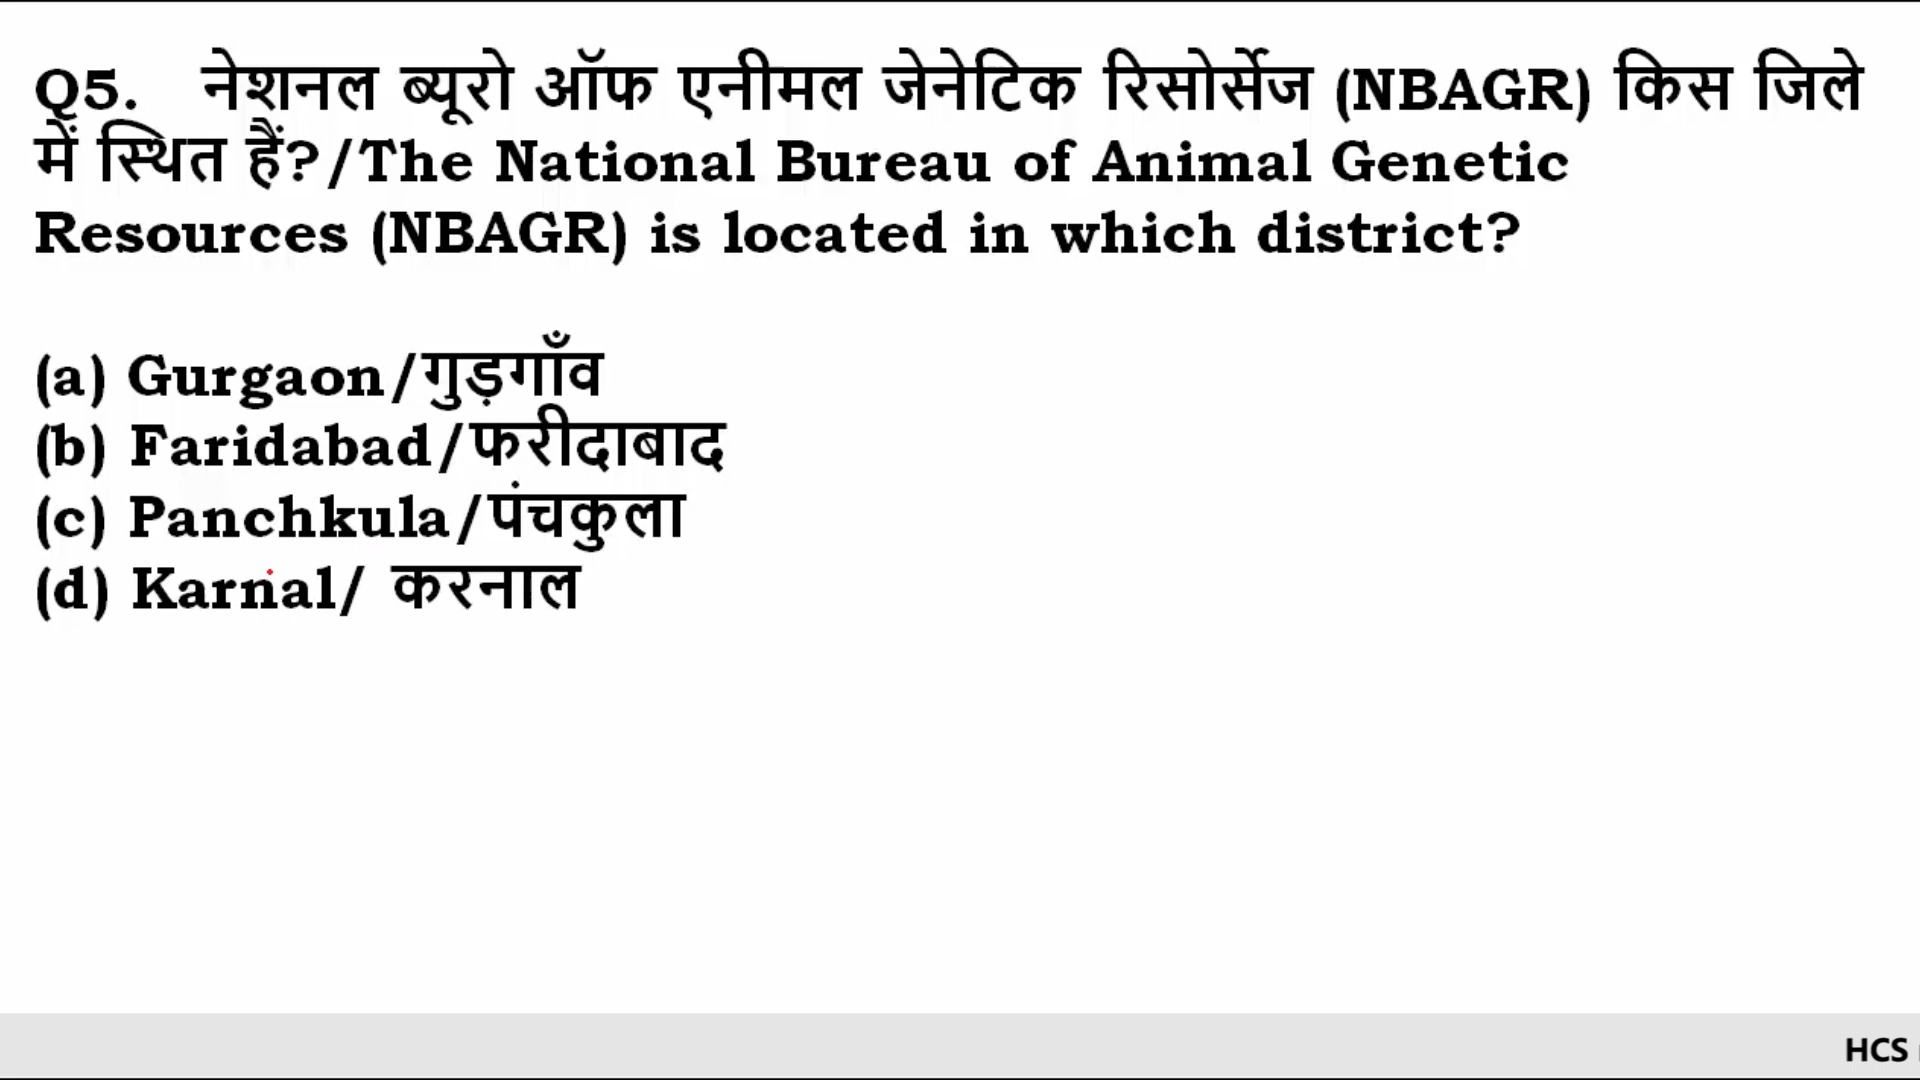 Q5. नेशनल ब्यूरो ऑफ एनीमल जेनेटिक रिसोर्सेज (NBAGR) किस जिले
में स्थित हैं?/The National Bureau of Animal Genetic
Resources (NBAGR) is located in which district?
(a) Gurgaon/गुड़गाँव
(b) Faridabad/फरीदाबाद
(c) Panchkula/पंचकुला
(d) Karnal/ करनाल
HCS